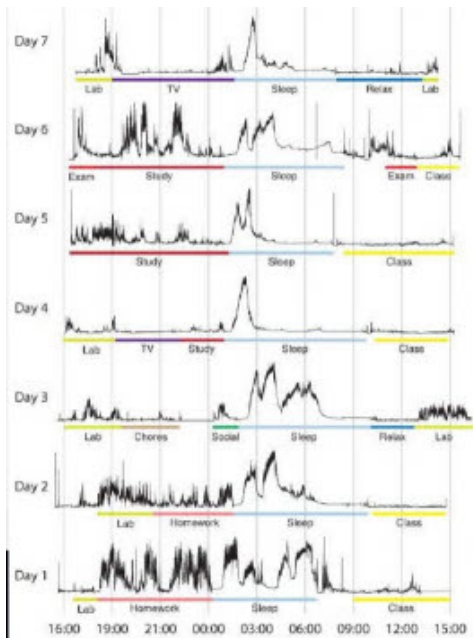 Day 7
Lab TV Sleep Relax Lab
Day 6
Exam Study Sleep Exam Class
Day 5
Study Sleep Class
Day 4
Lab TV Study Sleep Class
Day 3
Lab Chores Social Sleep Relax Lab
Day 2
Lab Homework Sleep Class
Day 1
Lab Homework Sleep Class
16:00 19:00 21:00 00:00 03:00 06:00 09:00 12:00 15:00